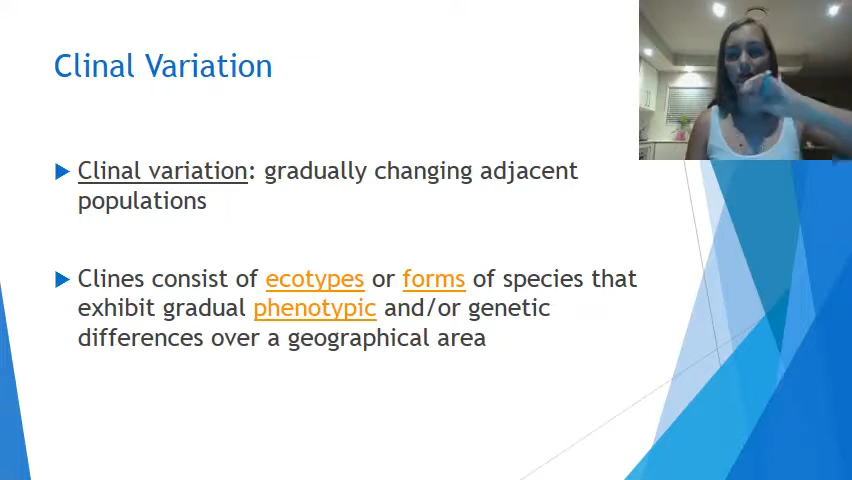 Clinal Variation
Clinal variation: gradually changing adjacent
populations
Clines consist of ecotypes or forms of species that
exhibit gradual phenotypic and/or genetic
differences over a geographical area